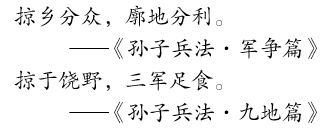 掠乡分众，廓地分利。
——《孙子兵法·军争篇》
掠于饶野，三军足食。
——《孙子兵法·九地篇》